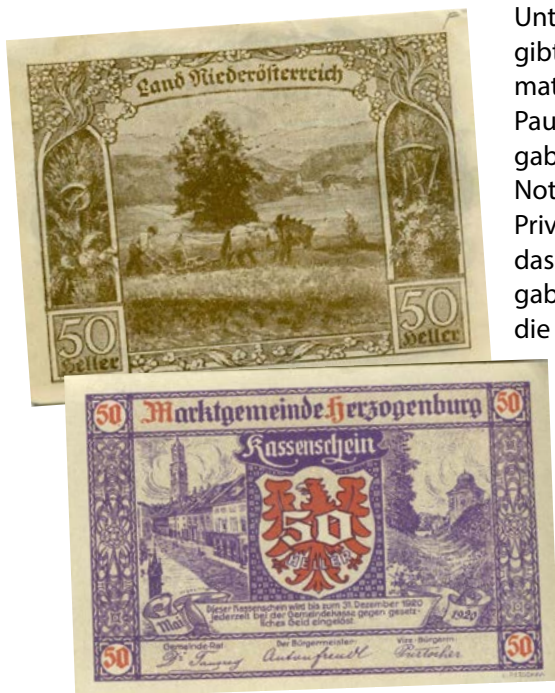 Land Niederösterreich
50
Heller
50
Heller
Unt
gibt
mat
Pau
gab
Not
Priv
das
gab
die
50 Marktgemeinde Herzogenburg 50
Kassenschein
50
HELLER
Dieser Kassenschein wird bis zum 31. Dezember 1920
jederzeit bei der Gemeindekasse gegen gesetz-
liches Geld eingelöst.
Mai 1920
Gemeinde-Rat: Der Bürgermeister: Vize-Bürgerm.:
50 50